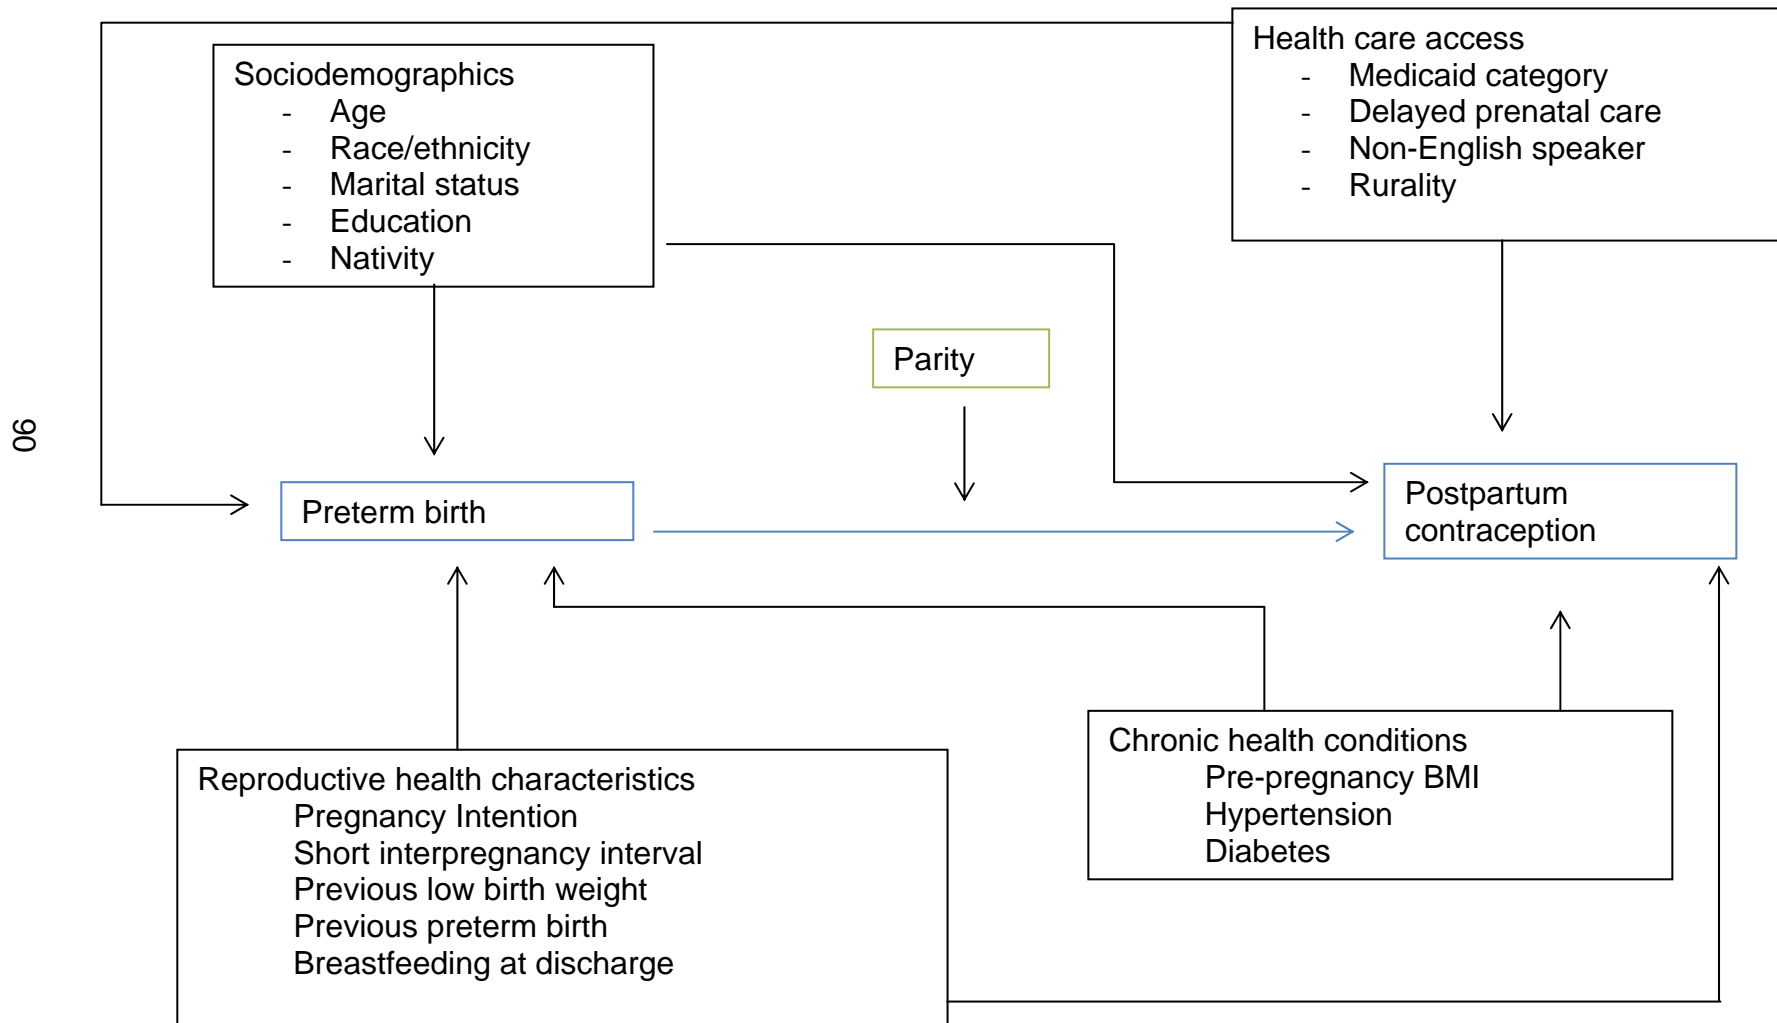 Health care access
- Medicaid category
- Delayed prenatal care
- Non-English speaker
- Rurality
Sociodemographics
- Age
- Race/ethnicity
- Marital status
- Education
- Nativity
Parity
90
Preterm birth
Postpartum
contraception
Chronic health conditions
Pre-pregnancy BMI
Hypertension
Diabetes
Reproductive health characteristics
Pregnancy Intention
Short interpregnancy interval
Previous low birth weight
Previous preterm birth
Breastfeeding at discharge